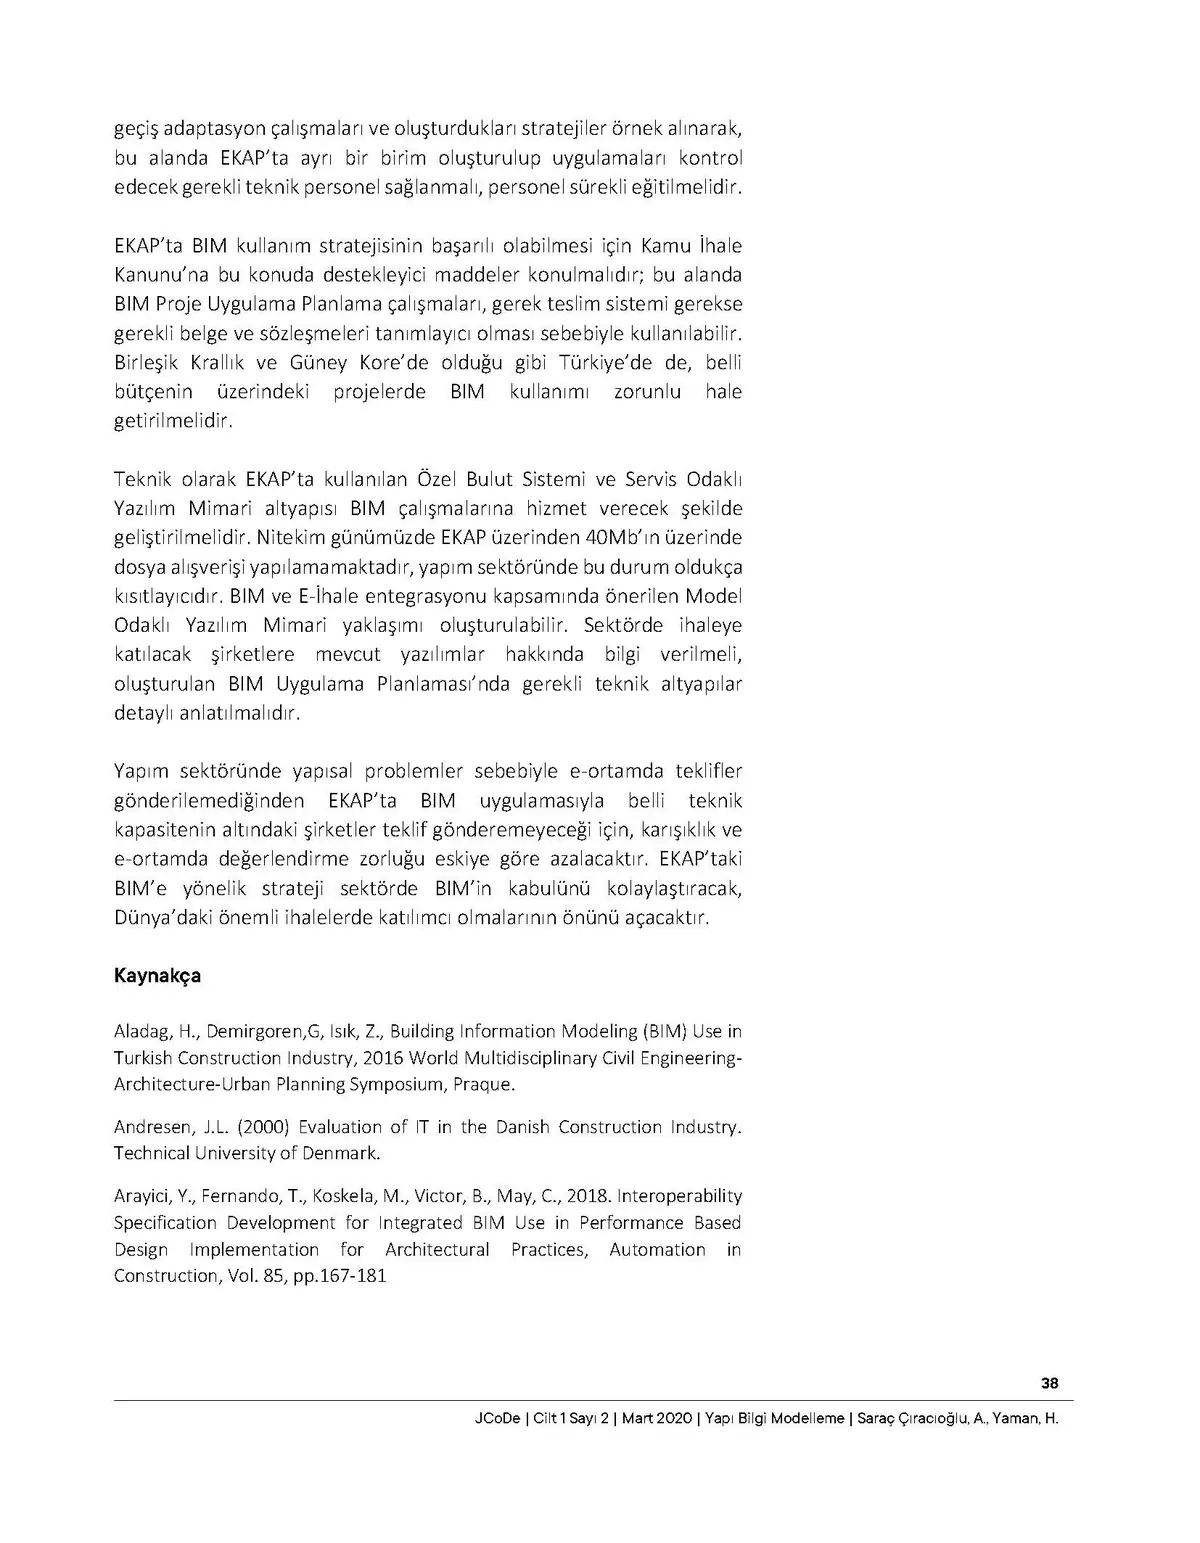 geçiş adaptasyon çalışmaları ve oluşturdukları stratejiler örnek alınarak,
bu alanda EKAP’ta ayrı bir birim oluşturulup uygulamaları kontrol
edecek gerekli teknik personel sağlanmalı, personel sürekli eğitilmelidir.
EKAP’ta BIM kullanım stratejisinin başarılı olabilmesi için Kamu İhale
Kanunu’na bu konuda destekleyici maddeler konulmalıdır; bu alanda
BIM Proje Uygulama Planlama çalışmaları, gerek teslim sistemi gerekse
gerekli belge ve sözleşmeleri tanımlayıcı olması sebebiyle kullanılabilir.
Birleşik Krallık ve Güney Kore’de olduğu gibi Türkiye’de de, belli
bütçenin üzerindeki projelerde BIM kullanımı zorunlu hale
getirilmelidir.
Teknik olarak EKAP’ta kullanılan Özel Bulut Sistemi ve Servis Odaklı
Yazılım Mimari altyapısı BIM çalışmalarına hizmet verecek şekilde
geliştirilmelidir. Nitekim günümüzde EKAP üzerinden 40Mb’ın üzerinde
dosya alışverişi yapılamamaktadır, yapım sektöründe bu durum oldukça
kısıtlayıcıdır. BIM ve E-İhale entegrasyonu kapsamında önerilen Model
Odaklı Yazılım Mimari yaklaşımı oluşturulabilir. Sektörde ihaleye
katılacak şirketlere mevcut yazılımlar hakkında bilgi verilmeli,
oluşturulan BIM Uygulama Planlaması’nda gerekli teknik altyapılar
detaylı anlatılmalıdır.
Yapım sektöründe yapısal problemler sebebiyle e-ortamda teklifler
gönderilemediğinden EKAP’ta BIM uygulamasıyla belli teknik
kapasitenin altındaki şirketler teklif gönderemeyeceği için, karışıklık ve
e-ortamda değerlendirme zorluğu eskiye göre azalacaktır. EKAP’taki
BIM’e yönelik strateji sektörde BIM’in kabulünü kolaylaştıracak,
Dünya’daki önemli ihalelerde katılımcı olmalarının önünü açacaktır.
Kaynakça
Aladag, H., Demirgoren,G, Isık, Z., Building Information Modeling (BIM) Use in
Turkish Construction Industry, 2016 World Multidisciplinary Civil Engineering-
Architecture-Urban Planning Symposium, Praque.
Andresen, J.L. (2000) Evaluation of IT in the Danish Construction Industry.
Technical University of Denmark.
Arayici, Y., Fernando, T., Koskela, M., Victor, B., May, C., 2018. Interoperability
Specification Development for Integrated BIM Use in Performance Based
Design Implementation for Architectural Practices, Automation in
Construction, Vol. 85, pp.167-181
38
JCoDe | Cilt 1 Sayı 2 | Mart 2020 | Yapı Bilgi Modelleme | Saraç Çıracıoğlu, A., Yaman, H.